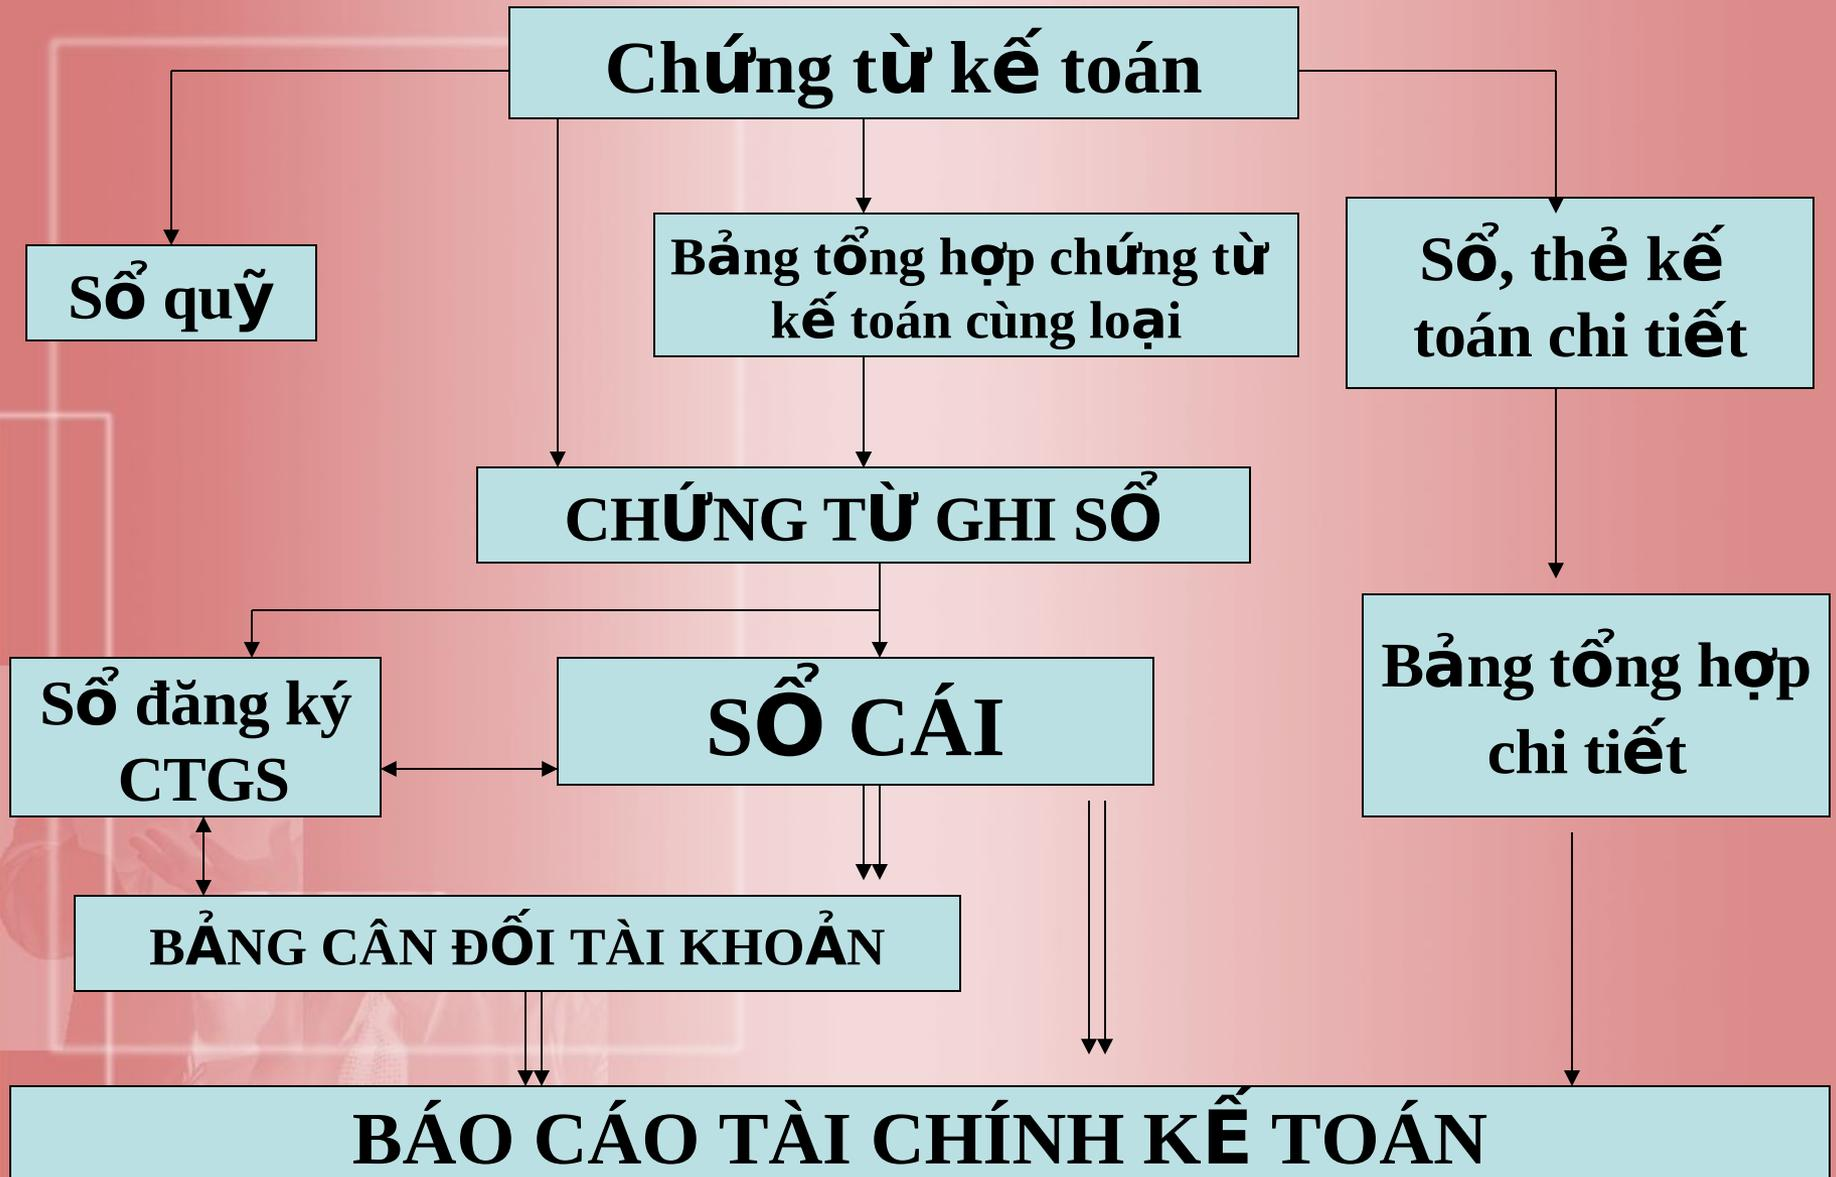 Chứng từ kế toán
Sổ quỹ
Bảng tổng hợp chứng từ
kế toán cùng loại
Sổ, thẻ kế
toán chi tiết
CHỨNG TỪ GHI SỔ
Sổ đăng ký
CTGS
SỔ CÁI
Bảng tổng hợp
chi tiết
BẢNG CÂN ĐỐI TÀI KHOẢN
BÁO CÁO TÀI CHÍNH KẾ TOÁN